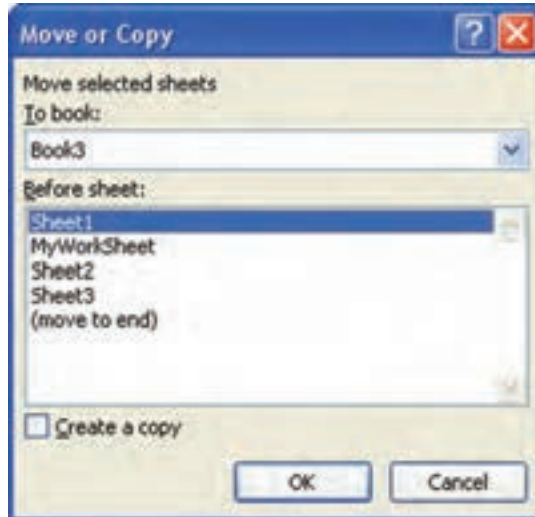 Move or Copy
Move selected sheets
To book:
Book3
Before sheet:
Sheet1
MyWorkSheet
Sheet2
Sheet3
(move to end)
Create a copy
OK
Cancel